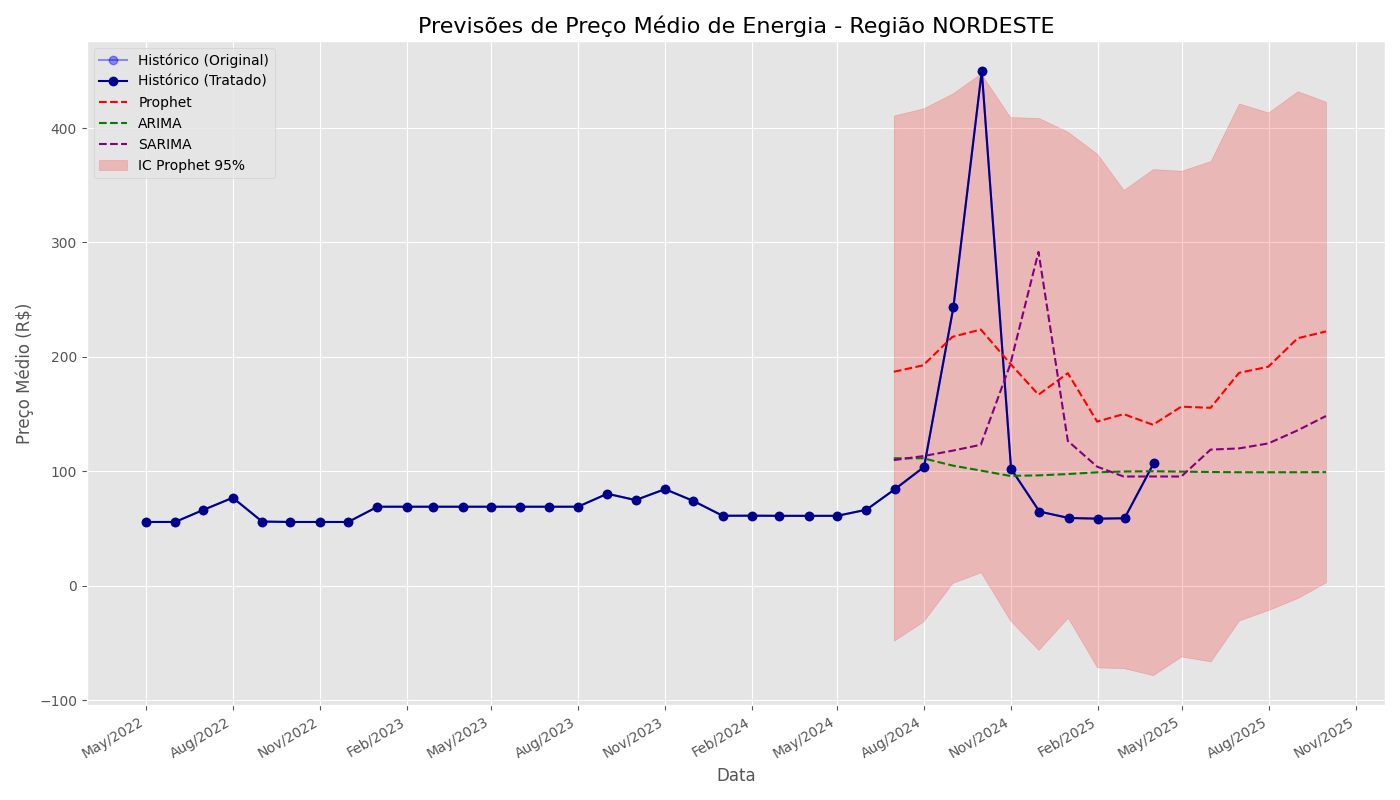 Previsões de Preço Médio de Energia - Região NORDESTE
Histórico (Original)
Histórico (Tratado)
Prophet
ARIMA
SARIMA
IC Prophet 95%
Preço Médio (R$)
400
300
200
100
0
−100
May/2022
Aug/2022
Nov/2022
Feb/2023
May/2023
Aug/2023
Nov/2023
Feb/2024
May/2024
Aug/2024
Nov/2024
Feb/2025
May/2025
Aug/2025
Nov/2025
Data